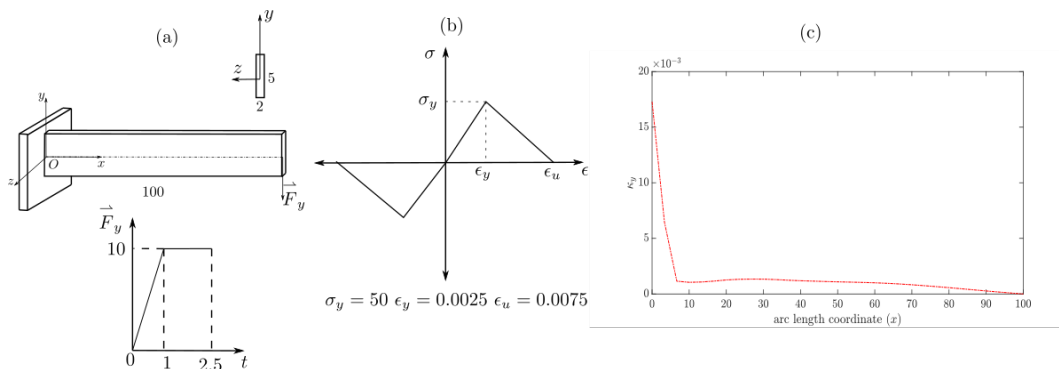 (a)
y
z
5
2
y
O
x
z
100
F_y
F_y
10
0
1
2.5
t
(b)
σ
σ_y
ϵ_y
ϵ_u
ϵ
σ_y = 50 ϵ_y = 0.0025 ϵ_u = 0.0075
(c)
×10⁻³
20
15
10
5
0
κ_y
0 10 20 30 40 50 60 70 80 90 100
arc length coordinate (x)